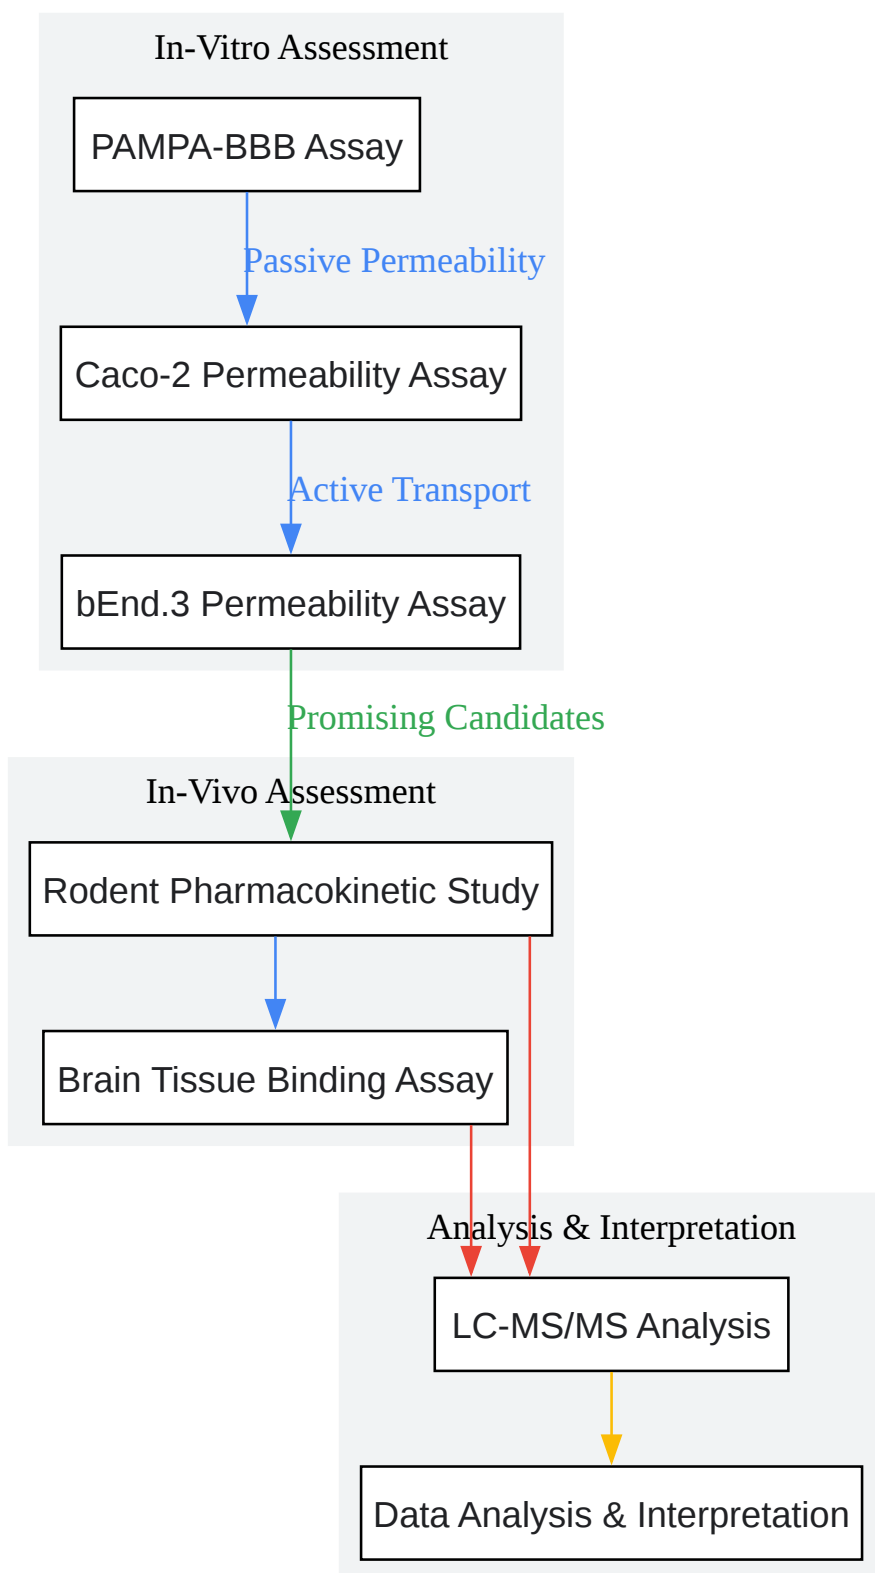 In-Vitro Assessment
PAMPA-BBB Assay
Passive Permeability
Caco-2 Permeability Assay
Active Transport
bEnd.3 Permeability Assay
Promising Candidates
In-Vivo Assessment
Rodent Pharmacokinetic Study
Brain Tissue Binding Assay
Analysis & Interpretation
LC-MS/MS Analysis
Data Analysis & Interpretation